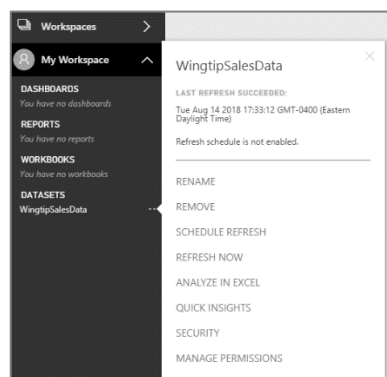 Workspaces
My Workspace
DASHBOARDS
You have no dashboards
REPORTS
You have no reports
WORKBOOKS
You have no workbooks
DATASETS
WingtipSalesData
WingtipSalesData
LAST REFRESH SUCCEEDED:
Tue Aug 14 2018 17:33:12 GMT-0400 (Eastern
Daylight Time)
Refresh schedule is not enabled.
RENAME
REMOVE
SCHEDULE REFRESH
REFRESH NOW
ANALYZE IN EXCEL
QUICK INSIGHTS
SECURITY
MANAGE PERMISSIONS